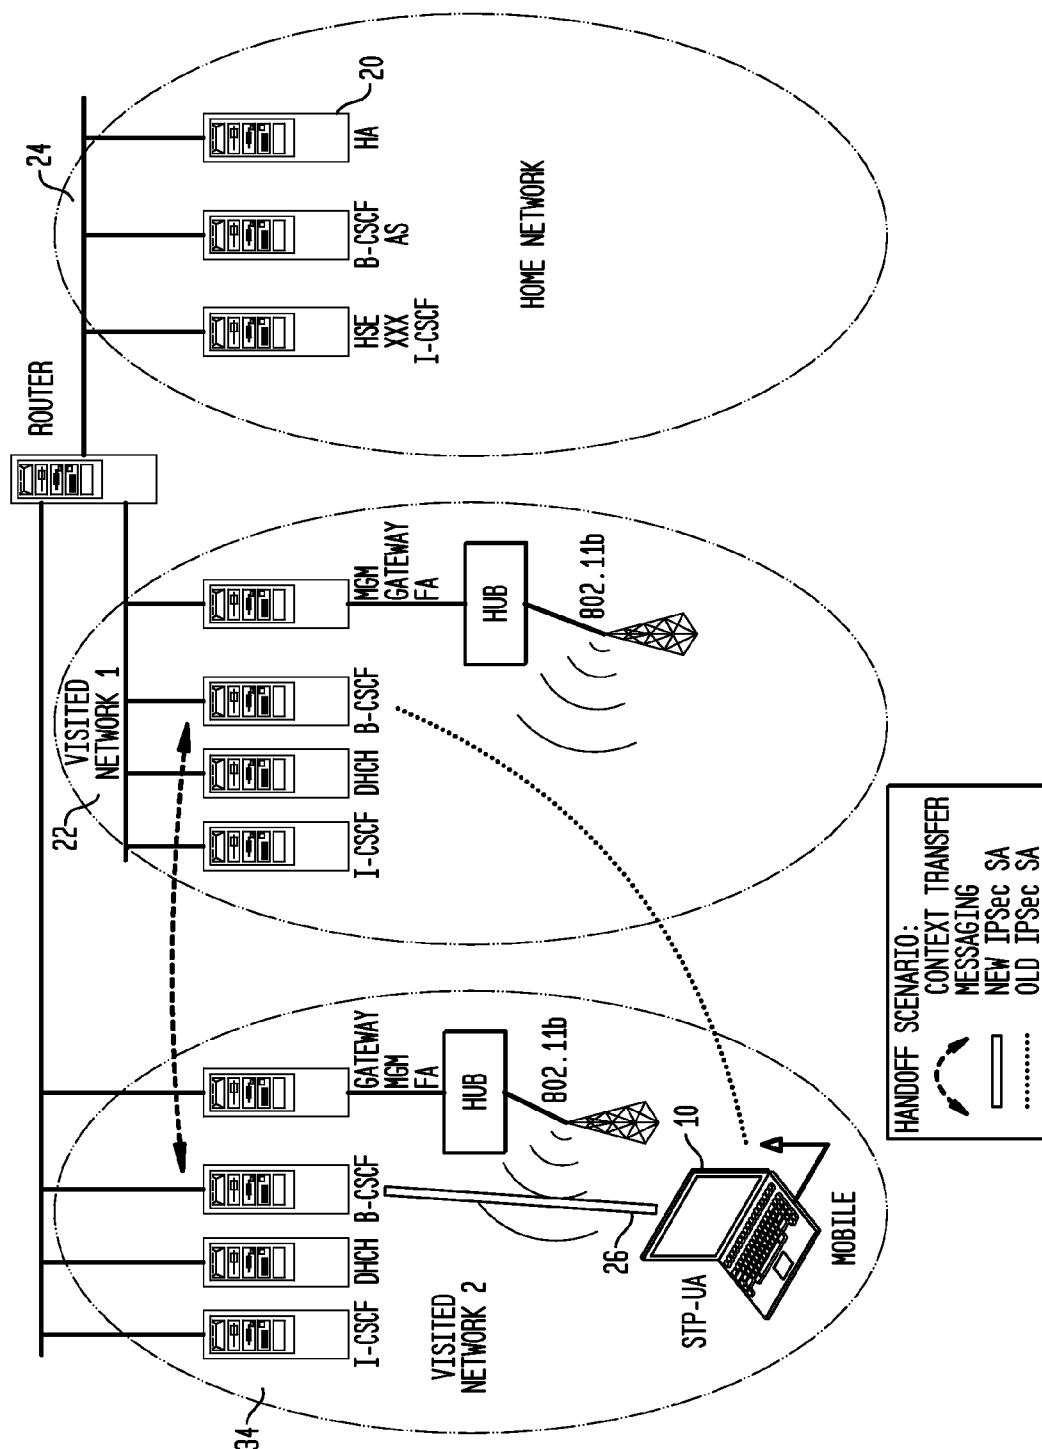 34
I-CSCF
DHCH
B-CSCF
GATEWAY
MGM
FA
HUB
802.11b
VISITED
NETWORK 2
26
10
STP-UA
MOBILE
22
VISITED
NETWORK 1
I-CSCF
DHCH
B-CSCF
MGM
GATEWAY
FA
HUB
802.11b
ROUTER
24
20
HSE
XXX
I-CSCF
B-CSCF
AS
HA
HOME NETWORK
HANDOFF SCENARIO:
CONTEXT TRANSFER
MESSAGING
NEW IPSec SA
OLD IPSec SA